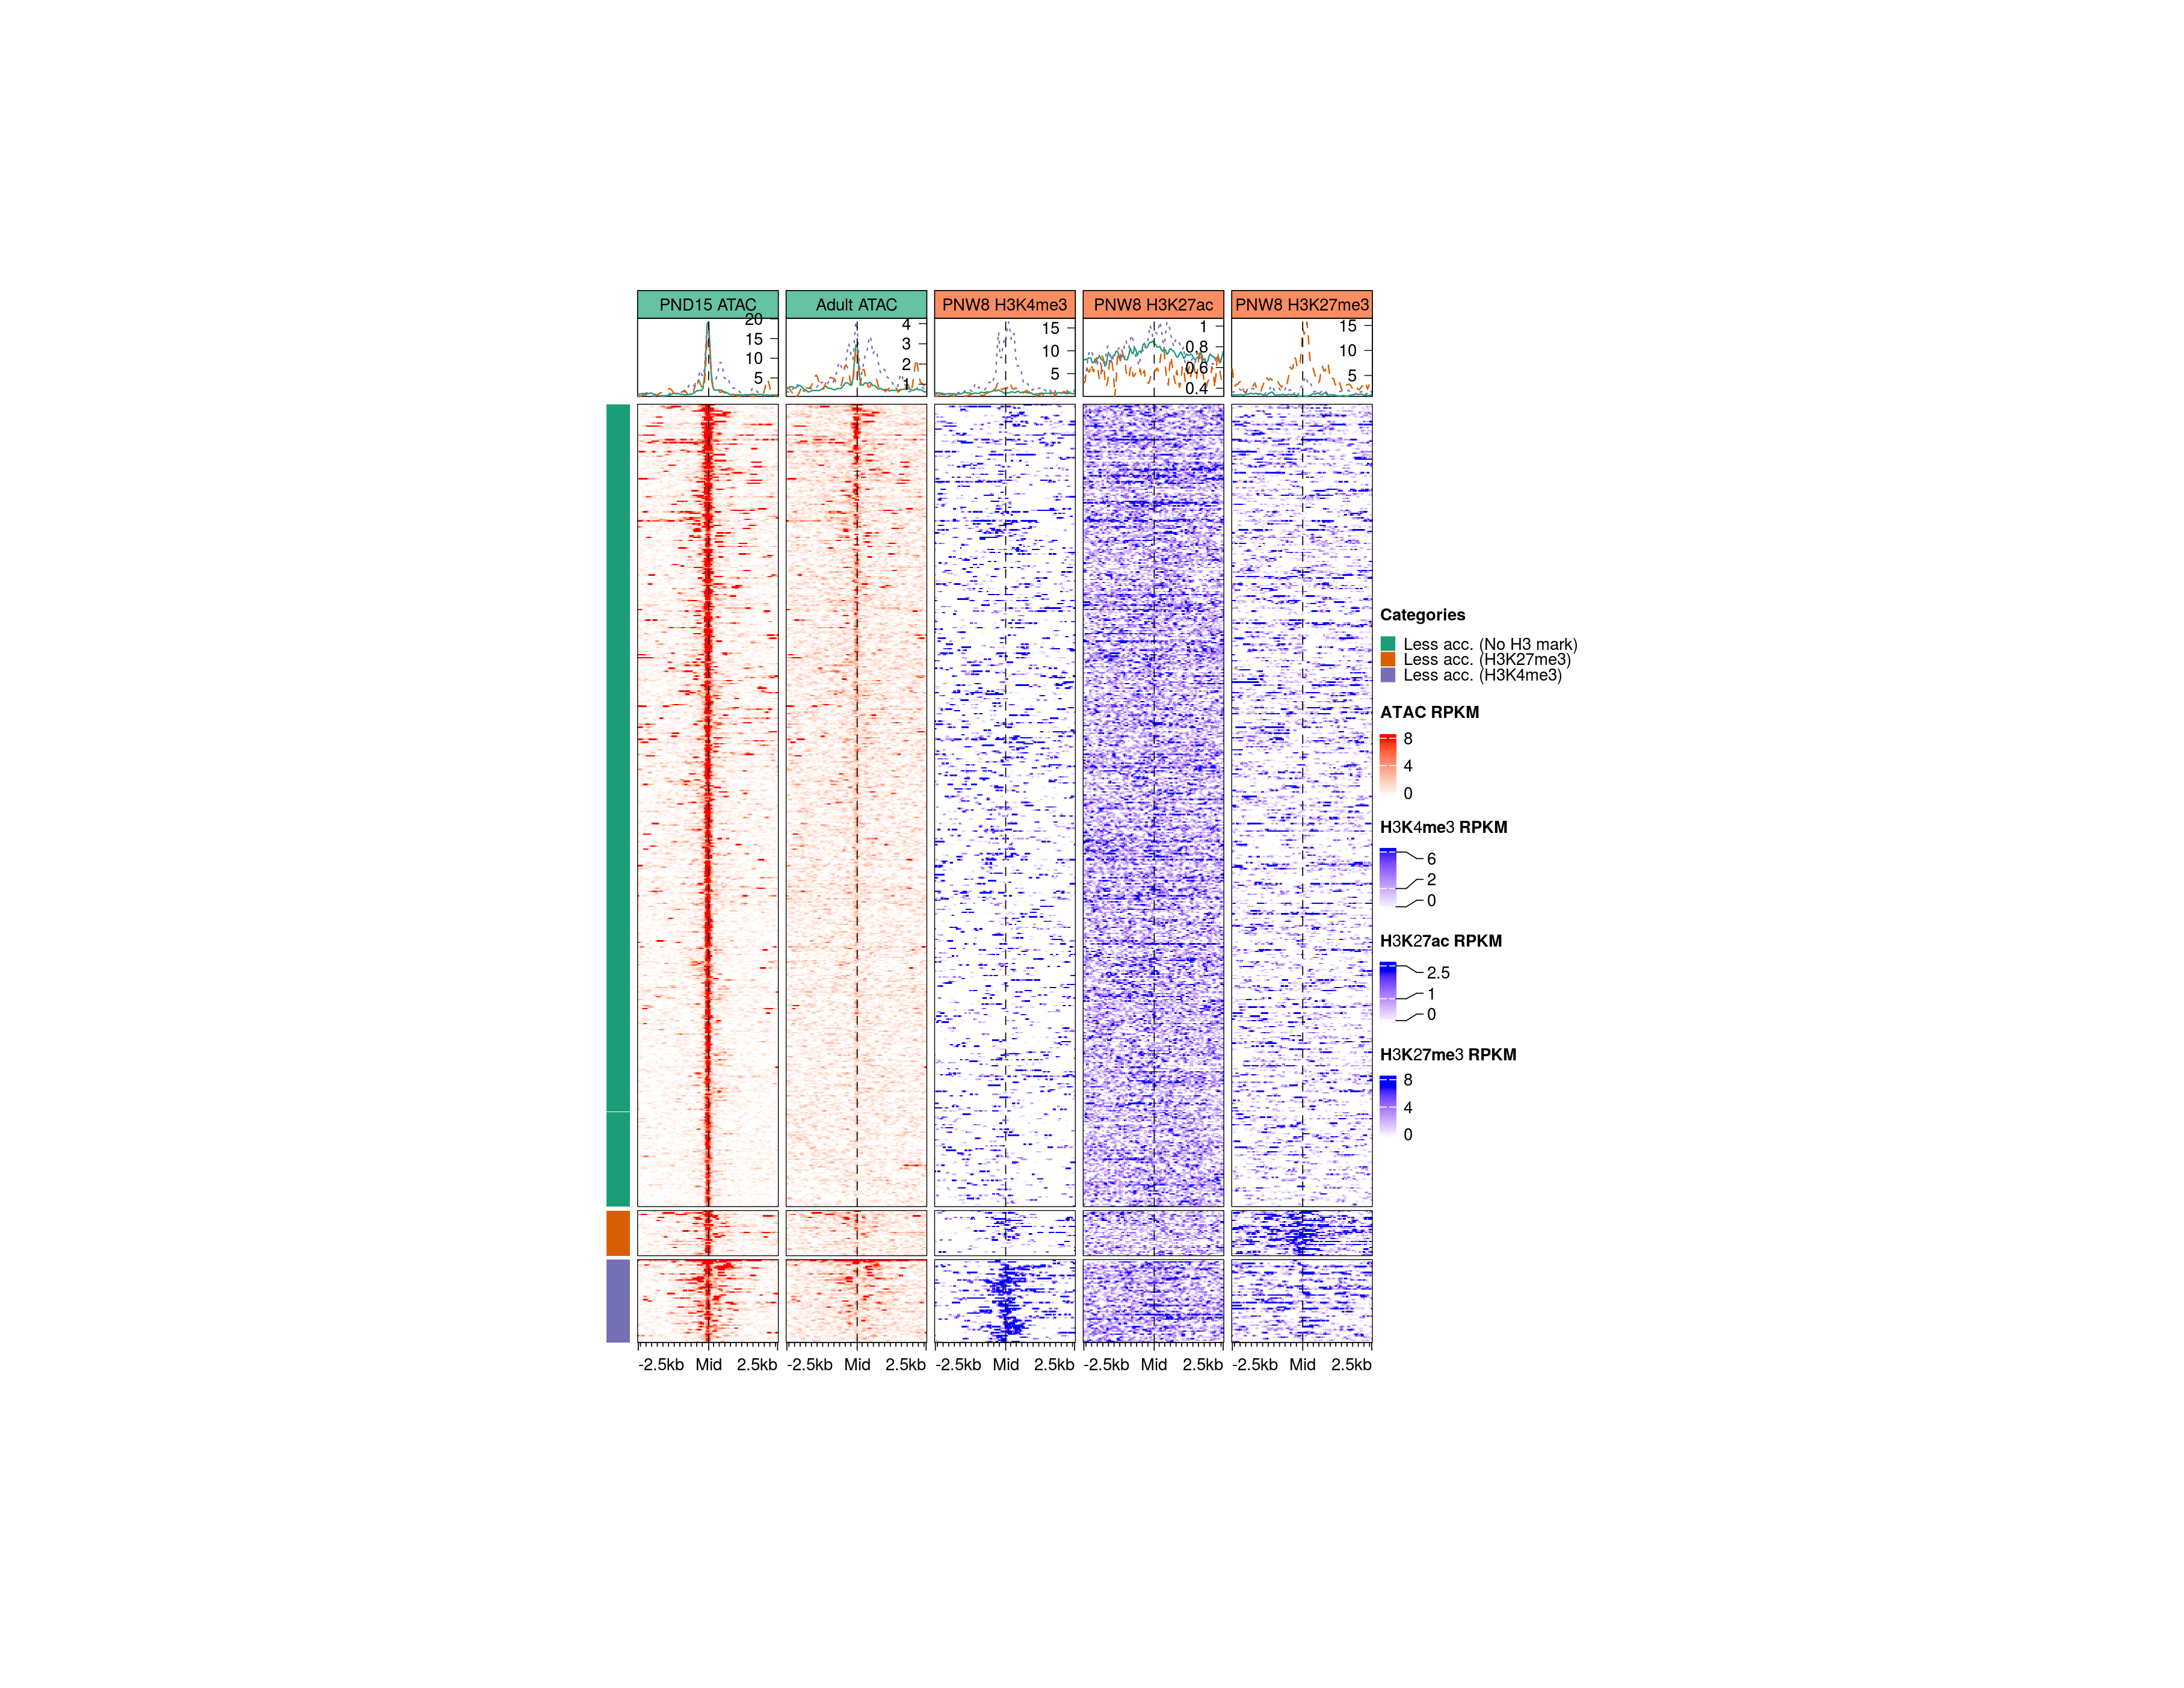 PND15 ATAC
Adult ATAC
PNW8 H3K4me3
PNW8 H3K27ac
PNW8 H3K27me3
20
15
10
5
4
3
2
1
15
10
5
1
0.8
0.6
0.4
15
10
5
Categories
Less acc. (No H3 mark)
Less acc. (H3K27me3)
Less acc. (H3K4me3)
ATAC RPKM
8
4
0
H3K4me3 RPKM
6
2
0
H3K27ac RPKM
2.5
1
0
H3K27me3 RPKM
8
4
0
-2.5kb Mid 2.5kb
-2.5kb Mid 2.5kb
-2.5kb Mid 2.5kb
-2.5kb Mid 2.5kb
-2.5kb Mid 2.5kb